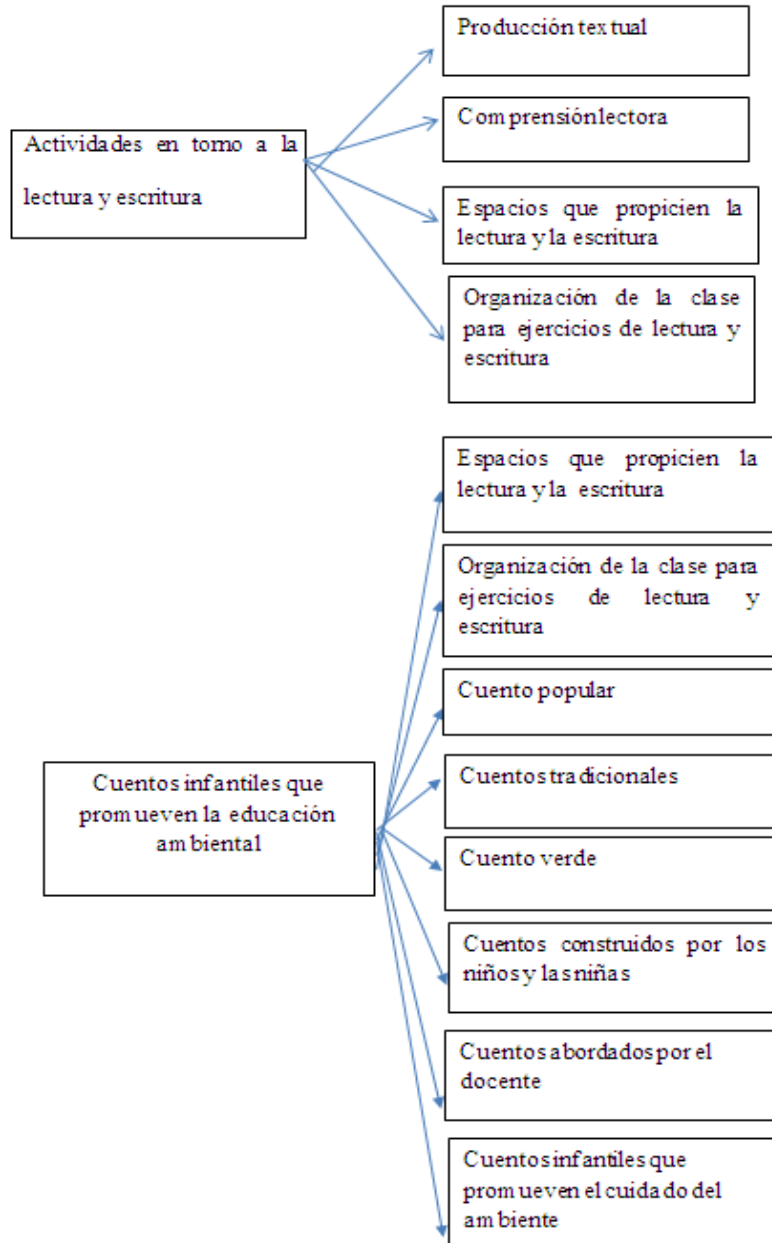 Actividades en torno a la
lectura y escritura
Producción textual
Comprensión lectora
Espacios que propicien la
lectura y la escritura
Organización de la clase
para ejercicios de lectura y
escritura
Cuentos infantiles que
promueven la educación
ambiental
Espacios que propicien la
lectura y la escritura
Organización de la clase para
ejercicios de lectura y
escritura
Cuento popular
Cuentos tradicionales
Cuento verde
Cuentos construidos por los
niños y las niñas
Cuentos abordados por el
docente
Cuentos infantiles que
promueven el cuidado del
ambiente